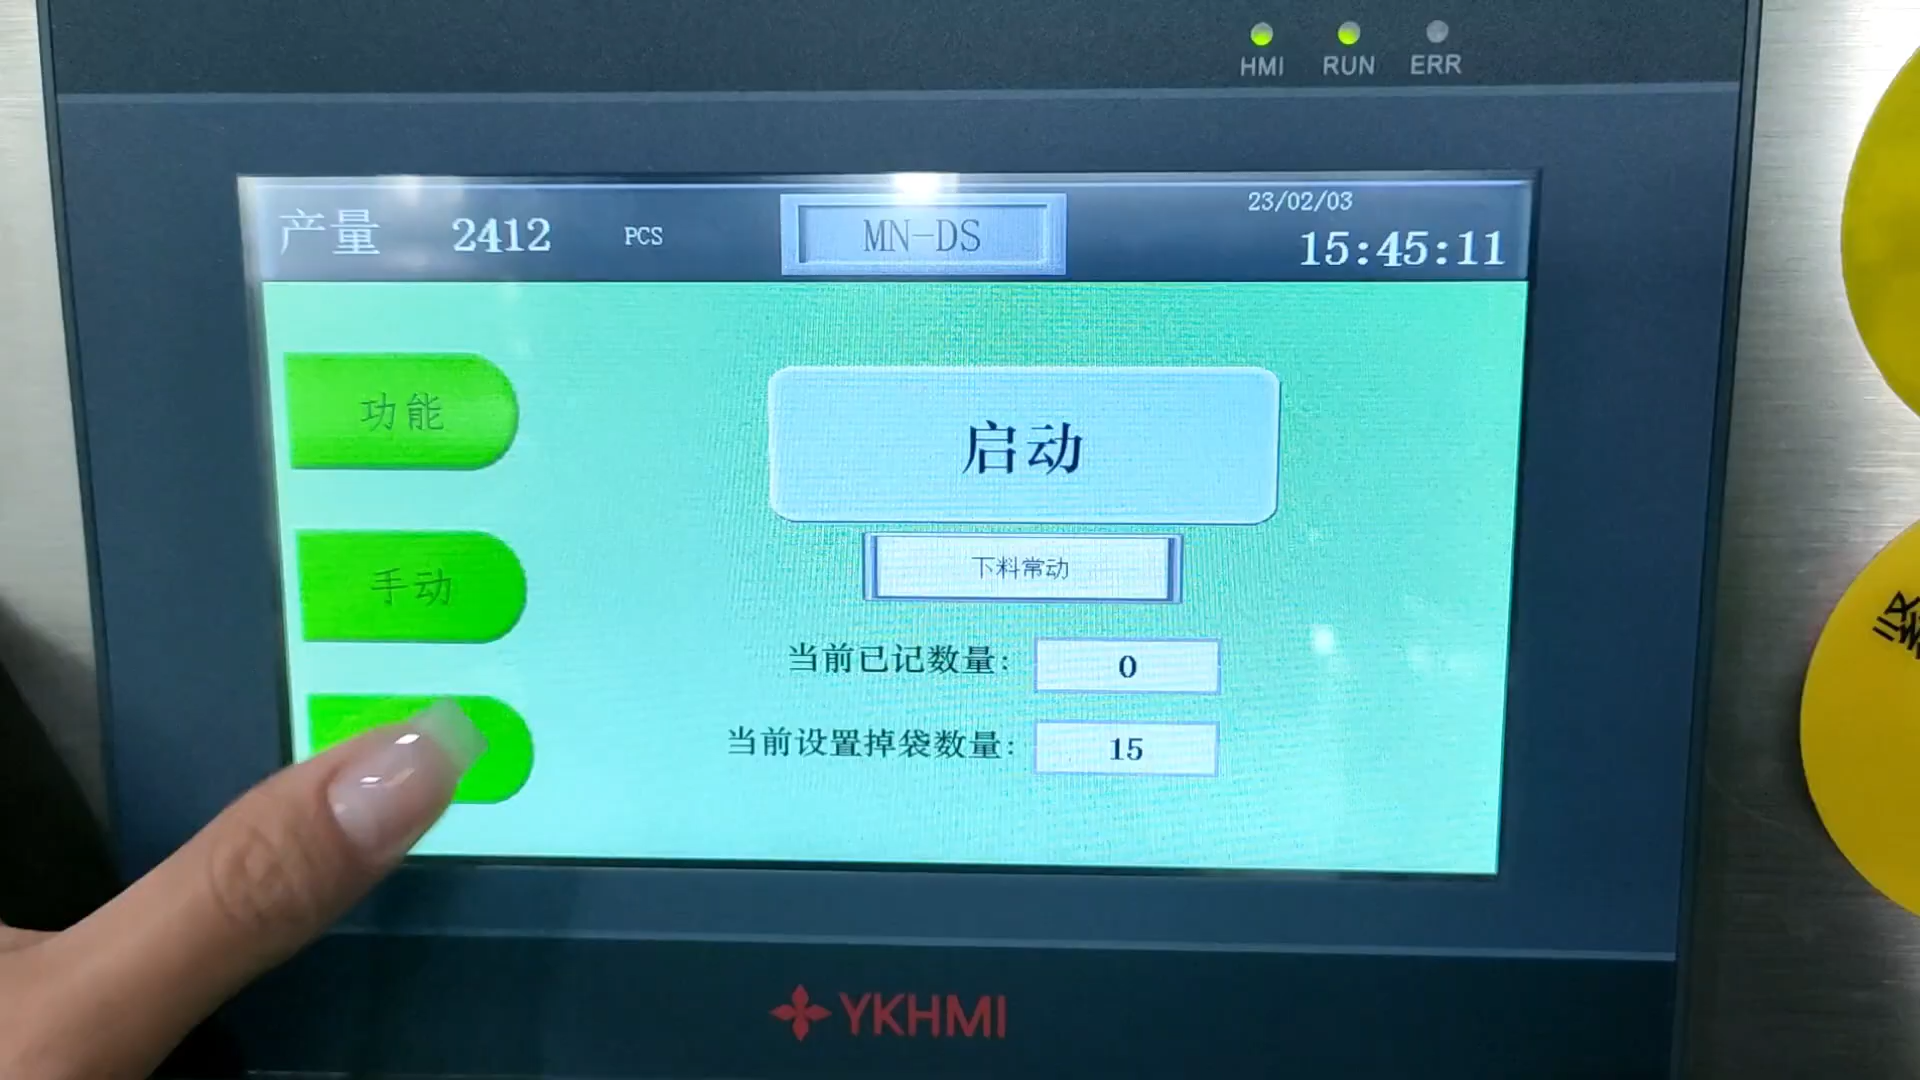 HMI RUN ERR
产量 2412 PCS
MN-DS
23/02/03
15:45:11
功能
启动
手动
下料常动
当前已记数量: 0
当前设置掉袋数量: 15
YKHMI